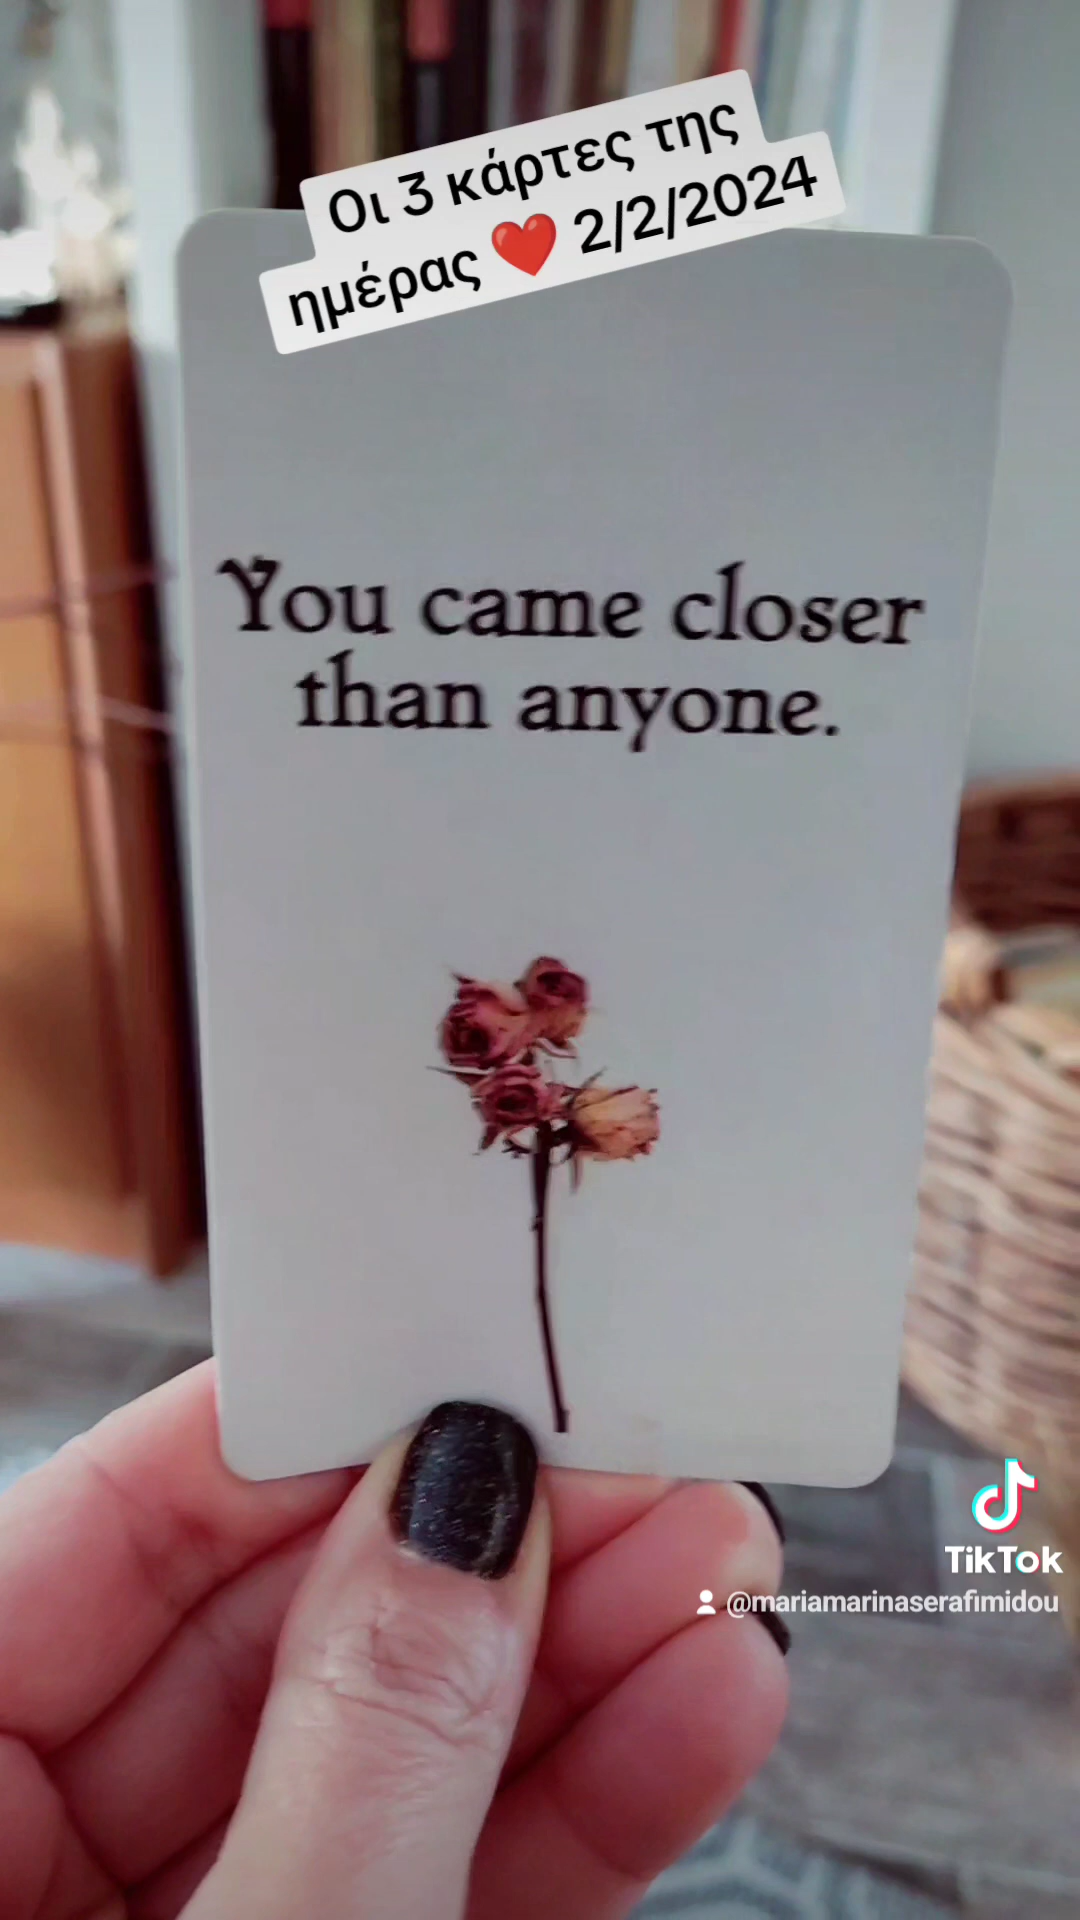 Οι 3 κάρτες της
ημέρας ❤️ 2/2/2024
You came closer
than anyone.
TikTok
@mariamarinaserafimidou